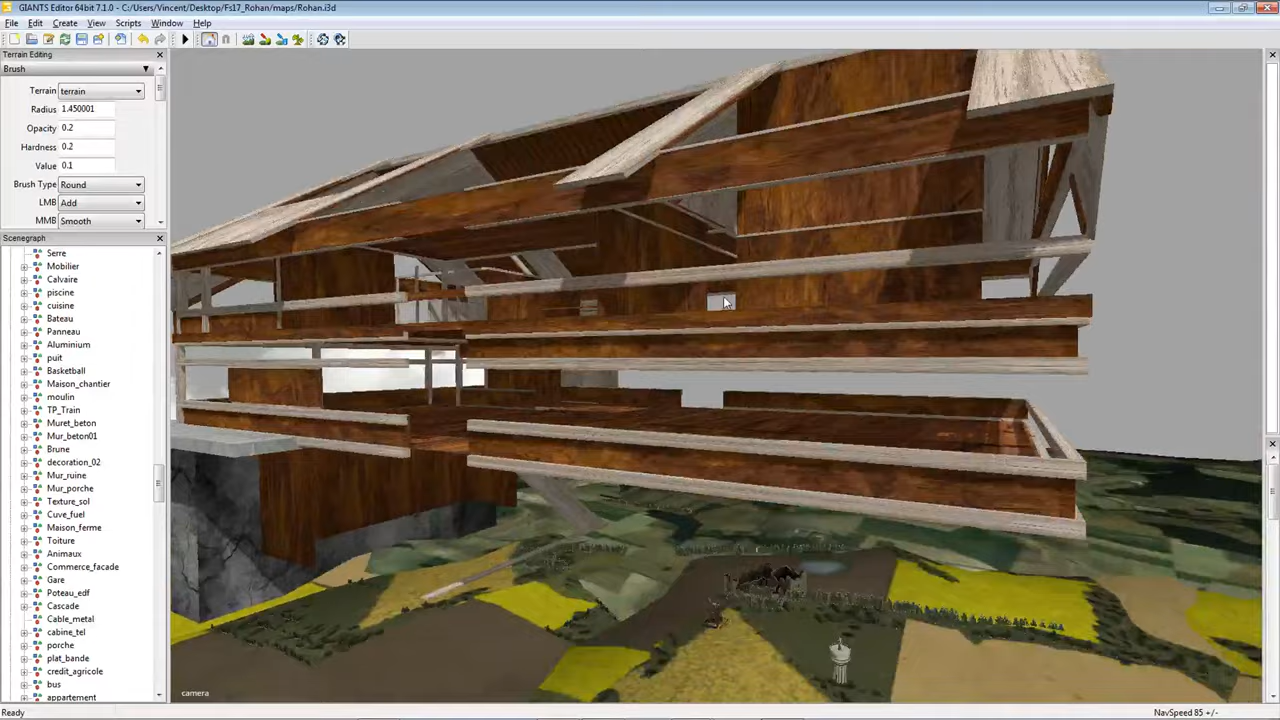 GIANTS Editor 64bit 7.1.0 - C:/Users/Vincent/Desktop/Fs17_Rohan/maps/Rohan.i3d
File Edit Create View Scripts Window Help
Terrain Editing
Brush
Terrain terrain
Radius 1.450001
Opacity 0.2
Hardness 0.2
Value 0.1
Brush Type Round
LMB Add
MMB Smooth
Scenegraph
Serre
Mobilier
Calvaire
piscine
cuisine
Bateau
Panneau
Aluminium
puit
Basketball
Maison_chantier
moulin
TP_Train
Muret_beton
Mur_beton01
Brune
decoration_02
Mur_ruine
Mur_porche
Texture_sol
Cuve_fuel
Maison_ferme
Toiture
Animaux
Commerce_facade
Gare
Poteau_edf
Cascade
Cable_metal
cabine_tel
porche
plat_bande
credit_agricole
bus
appartement
camera
Ready
NavSpeed 85 +/-